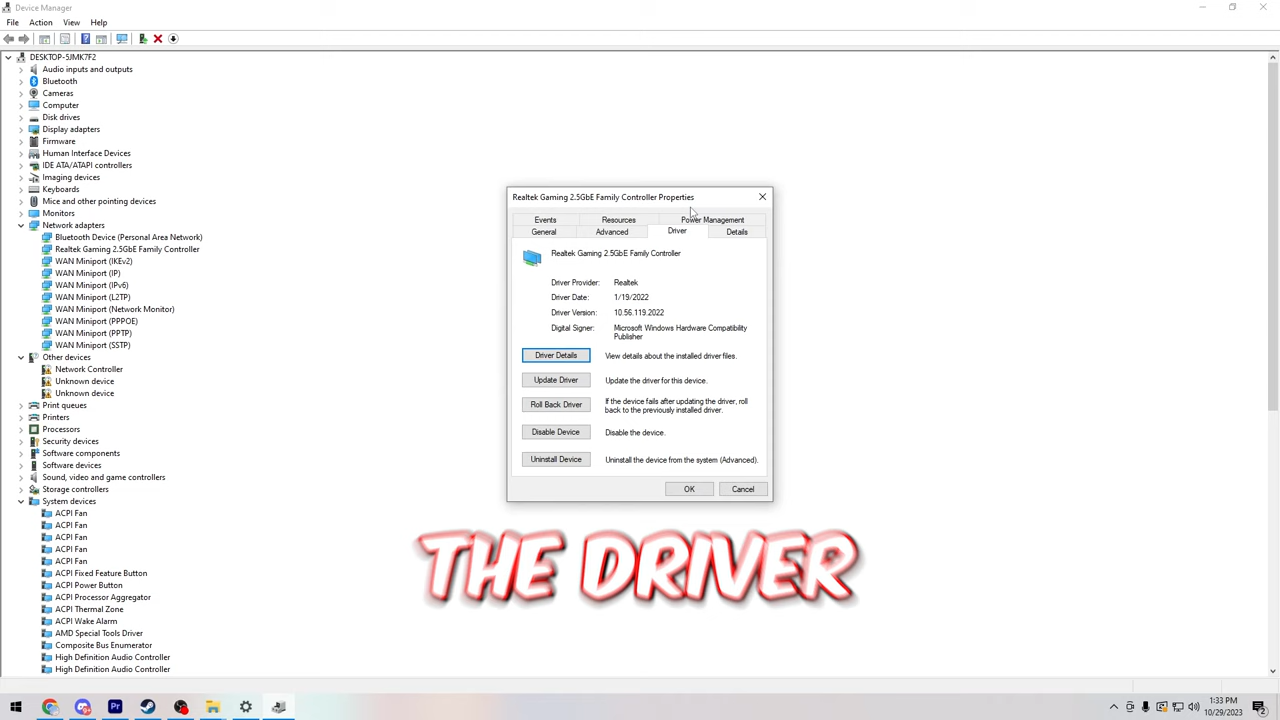 Device Manager
File Action View Help
DESKTOP-5JMK7F2
Audio inputs and outputs
Bluetooth
Cameras
Computer
Disk drives
Display adapters
Firmware
Human Interface Devices
IDE ATA/ATAPI controllers
Imaging devices
Keyboards
Mice and other pointing devices
Monitors
Network adapters
Bluetooth Device (Personal Area Network)
Realtek Gaming 2.5GbE Family Controller
WAN Miniport (IKEv2)
WAN Miniport (IP)
WAN Miniport (IPv6)
WAN Miniport (L2TP)
WAN Miniport (Network Monitor)
WAN Miniport (PPPOE)
WAN Miniport (PPTP)
WAN Miniport (SSTP)
Other devices
Network Controller
Unknown device
Unknown device
Print queues
Printers
Processors
Security devices
Software components
Software devices
Sound, video and game controllers
Storage controllers
System devices
ACPI Fan
ACPI Fan
ACPI Fan
ACPI Fan
ACPI Fan
ACPI Fixed Feature Button
ACPI Power Button
ACPI Processor Aggregator
ACPI Thermal Zone
ACPI Wake Alarm
AMD Special Tools Driver
Composite Bus Enumerator
High Definition Audio Controller
High Definition Audio Controller
Realtek Gaming 2.5GbE Family Controller Properties
Events Resources Power Management
General Advanced Driver Details
Realtek Gaming 2.5GbE Family Controller
Driver Provider: Realtek
Driver Date: 1/19/2022
Driver Version: 10.56.119.2022
Digital Signer: Microsoft Windows Hardware Compatibility
Publisher
Driver Details View details about the installed driver files.
Update Driver Update the driver for this device.
Roll Back Driver If the device fails after updating the driver, roll
back to the previously installed driver.
Disable Device Disable the device.
Uninstall Device Uninstall the device from the system (Advanced).
OK Cancel
THE DRIVER
1:33 PM
10/29/2023
2